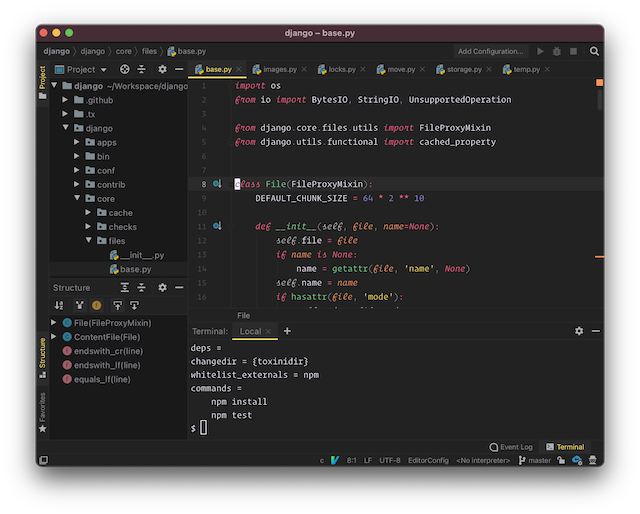 django – base.py
django 〉 django 〉 core 〉 files 〉 base.py
Add Configuration...
Project
Project
base.py × images.py × locks.py × move.py × storage.py × temp.py ×
django ~/Workspace/django
.github
.tx
django
apps
bin
conf
contrib
core
cache
checks
files
__init__.py
base.py
1 import os
2 from io import BytesIO, StringIO, UnsupportedOperation
3
4 from django.core.files.utils import FileProxyMixin
5 from django.utils.functional import cached_property
6
7
8 class File(FileProxyMixin):
9 DEFAULT_CHUNK_SIZE = 64 * 2 ** 10
10
11 def __init__(self, file, name=None):
12 self.file = file
13 if name is None:
14 name = getattr(file, 'name', None)
15 self.name = name
16 if hasattr(file, 'mode'):
File
Structure
Structure
File(FileProxyMixin)
ContentFile(File)
endswith_cr(line)
endswith_lf(line)
equals_lf(line)
Favorites
Terminal: Local × +
deps =
changedir = {toxinidir}
whitelist_externals = npm
commands =
npm install
npm test
$
Event Log
Terminal
c 8:1 LF UTF-8 EditorConfig <No interpreter> master